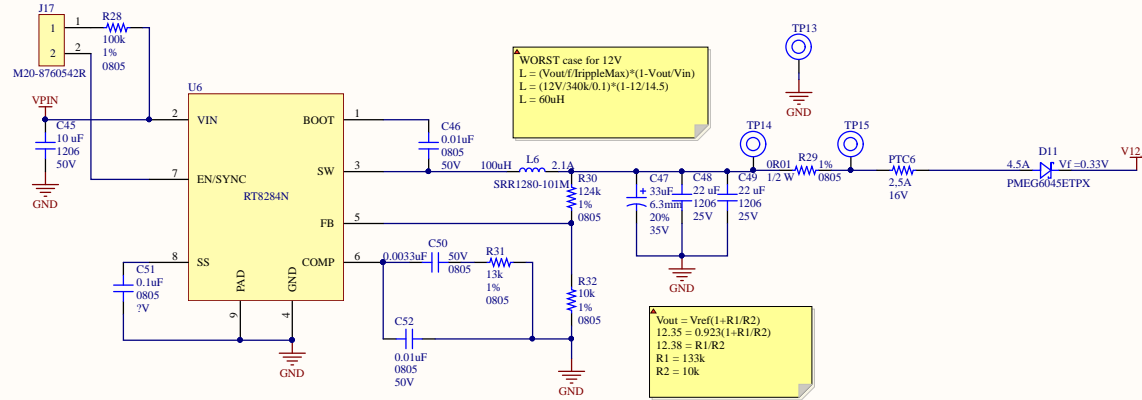 J17
1
2
1
2
M20-8760542R
R28
100k
1%
0805
VPIN
C45
10 uF
1206
50V
GND
U6
2
VIN
7
EN/SYNC
RT8284N
8
SS
PAD
9
GND
4
BOOT
1
SW
3
FB
5
COMP
6
C51
0.1uF
0805
?V
GND
C46
0.01uF
0805
50V
100uH
L6
2.1A
SRR1280-101M
R30
124k
1%
0805
C50
0.0033uF
50V
0805
R31
13k
1%
0805
C52
0.01uF
0805
50V
R32
10k
1%
0805
GND
WORST case for 12V
L = (Vout/f/IrippleMax)*(1-Vout/Vin)
L = (12V/340k/0.1)*(1-12/14.5)
L = 60uH
C47
33uF
6.3mm
20%
35V
C48
22 uF
1206
25V
C49
22 uF
1206
25V
GND
TP13
GND
TP14
TP15
0R01
1/2 W
R29
1%
0805
PTC6
2,5A
16V
D11
4.5A
Vf =0.33V
PMEG6045ETPX
V12
Vout = Vref(1+R1/R2)
12.35 = 0.923(1+R1/R2)
12.38 = R1/R2
R1 = 133k
R2 = 10k